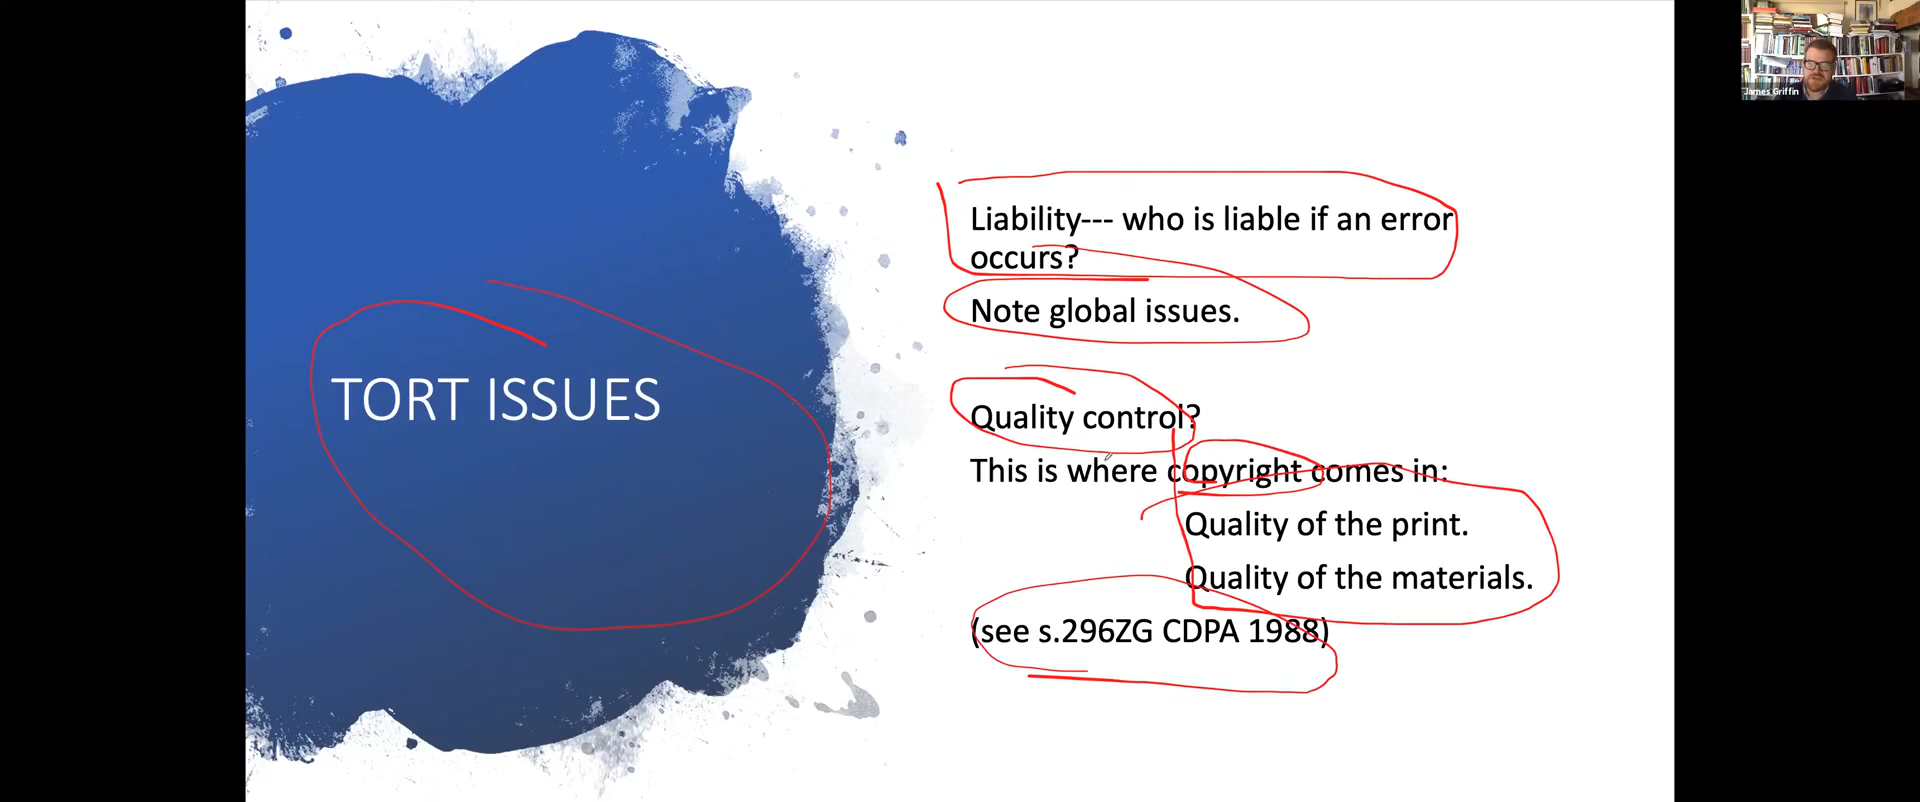 James Griffin
TORT ISSUES
Liability--- who is liable if an error
occurs?
Note global issues.
Quality control?
This is where copyright comes in:
Quality of the print.
Quality of the materials.
(see s.296ZG CDPA 1988)